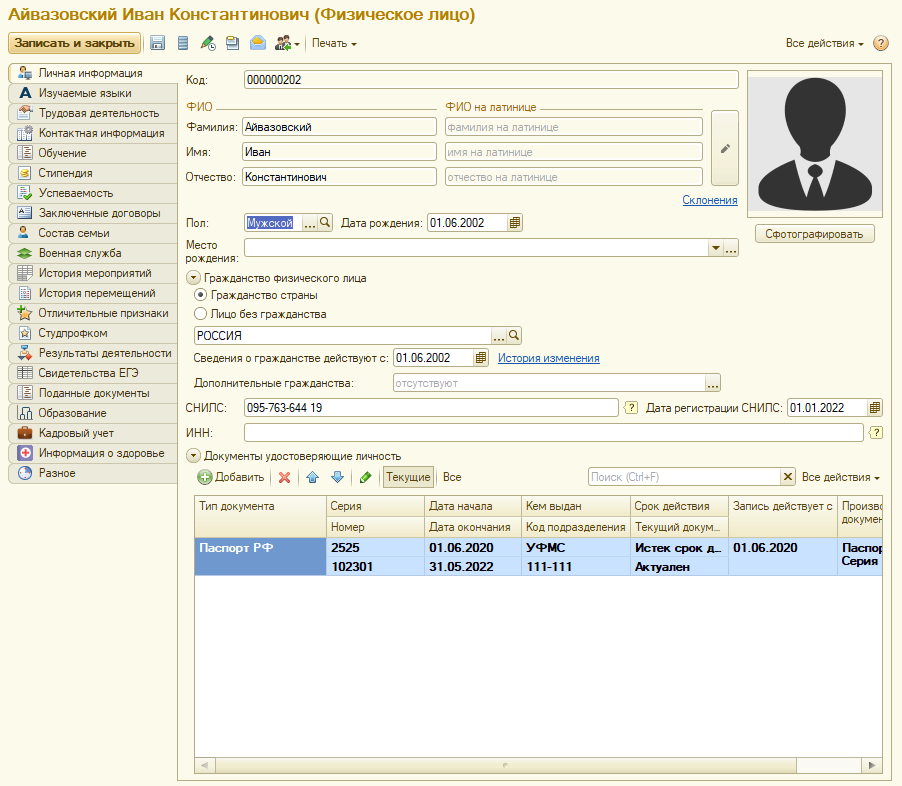 Айвазовский Иван Константинович (Физическое лицо)
Записать и закрыть Печать Все действия ?
Личная информация
Изучаемые языки
Трудовая деятельность
Контактная информация
Обучение
Стипендия
Успеваемость
Заключенные договоры
Состав семьи
Военная служба
История мероприятий
История перемещений
Отличительные признаки
Студпрофком
Результаты деятельности
Свидетельства ЕГЭ
Поданные документы
Образование
Кадровый учет
Информация о здоровье
Разное
Код: 000000202
ФИО ФИО на латинице
Фамилия: Айвазовский фамилия на латинице
Имя: Иван имя на латинице
Отчество: Константинович отчество на латинице
Склонения
Сфотографировать
Пол: Мужской ... Дата рождения: 01.06.2002
Место
рождения: ...
Гражданство физического лица
Гражданство страны
Лицо без гражданства
РОССИЯ ...
Сведения о гражданстве действуют с: 01.06.2002 История изменения
Дополнительные гражданства: отсутствуют ...
СНИЛС: 095-763-644 19 ? Дата регистрации СНИЛС: 01.01.2022
ИНН: ?
Документы удостоверяющие личность
Добавить Текущие Все Поиск (Ctrl+F) Все действия
Тип документа Серия Дата начала Кем выдан Срок действия Запись действует с Произво
Номер Дата окончания Код подразделения Текущий докум... докумен
Паспорт РФ 2525 01.06.2020 УФМС Истек срок д... 01.06.2020 Паспор
102301 31.05.2022 111-111 Актуален Серия